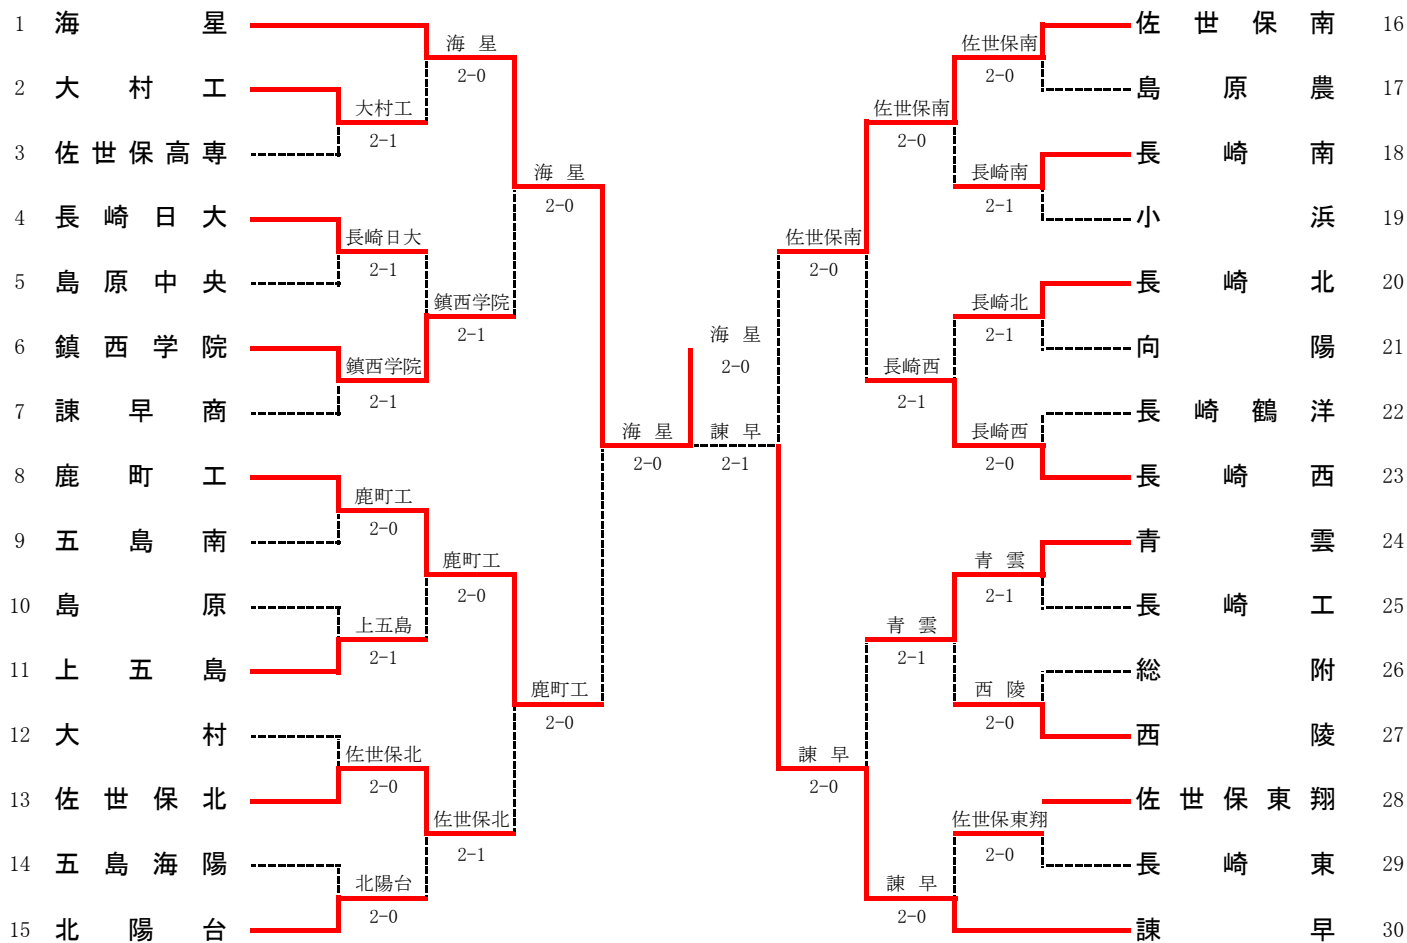 1 海星
2 大村工
3 佐世保高専
4 長崎日大
5 島原中央
6 鎮西学院
7 諫早商
8 鹿町工
9 五島南
10 島原
11 上五島
12 大村
13 佐世保北
14 五島海陽
15 北陽台
大村工
2-1
長崎日大
2-1
鎮西学院
2-1
鹿町工
2-0
上五島
2-1
佐世保北
2-0
北陽台
2-0
海星
2-0
鎮西学院
2-1
鹿町工
2-0
佐世保北
2-1
海星
2-0
鹿町工
2-0
海星
2-0
海星
2-0
諫早
2-1
佐世保南
2-0
諫早
2-0
佐世保南
2-0
長崎西
2-1
青雲
2-1
諫早
2-0
佐世保南
2-0
長崎南
2-1
長崎北
2-1
長崎西
2-0
青雲
2-1
西陵
2-0
佐世保東翔
2-0
佐世保南 16
島原農 17
長崎南 18
小浜 19
長崎北 20
向陽 21
長崎鶴洋 22
長崎西 23
青雲 24
長崎工 25
総附 26
西陵 27
佐世保東翔 28
長崎東 29
諫早 30